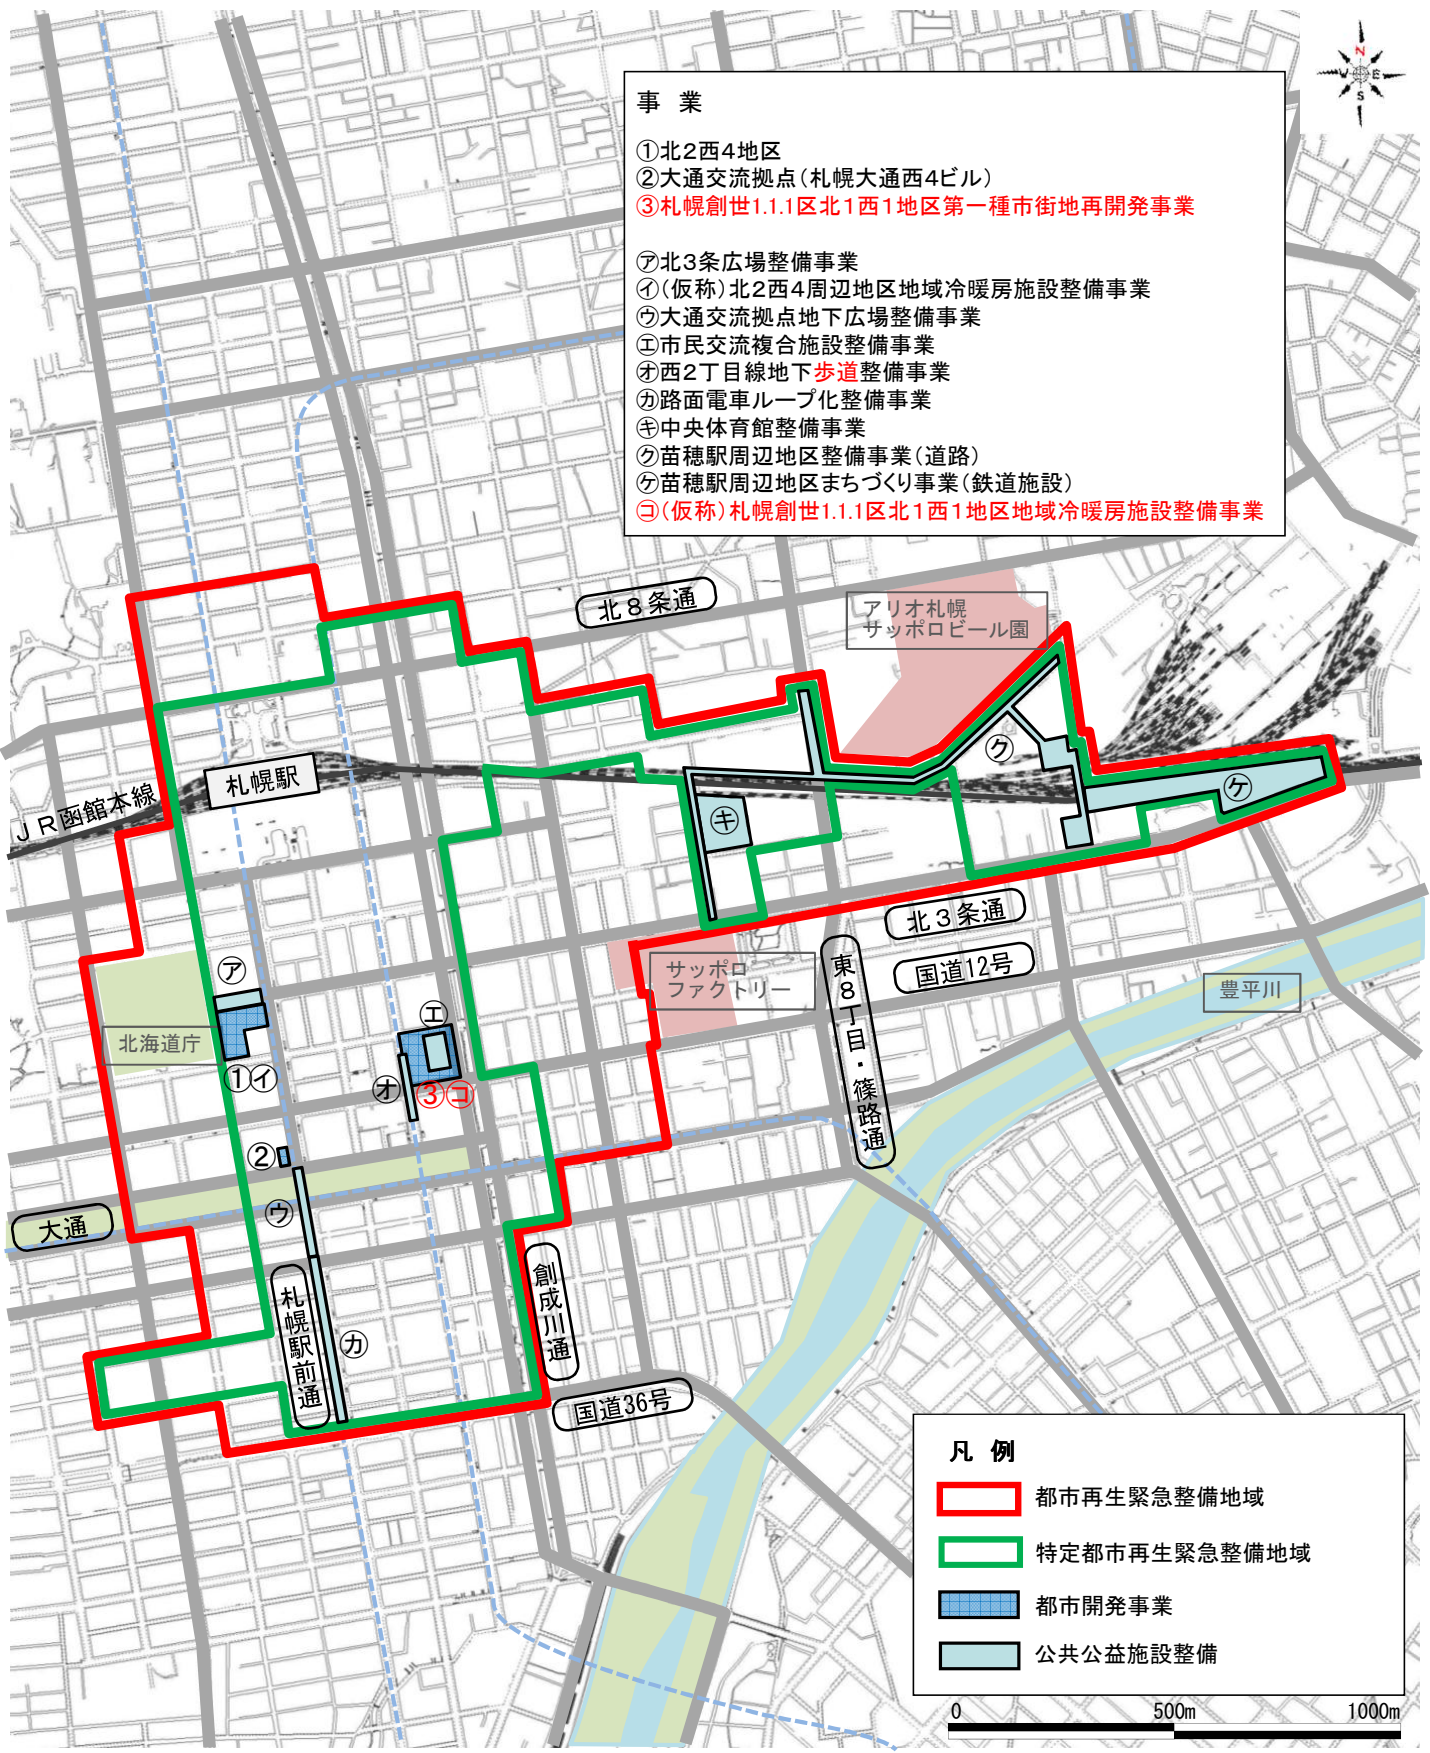 N
W
E
S
事 業
①北2西4地区
②大通交流拠点(札幌大通西4ビル)
③札幌創世1.1.1区北1西1地区第一種市街地再開発事業
㋐北3条広場整備事業
㋑(仮称)北2西4周辺地区地域冷暖房施設整備事業
㋒大通交流拠点地下広場整備事業
㋓市民交流複合施設整備事業
㋔西2丁目線地下歩道整備事業
㋕路面電車ループ化整備事業
㋖中央体育館整備事業
㋗苗穂駅周辺地区整備事業(道路)
㋘苗穂駅周辺地区まちづくり事業(鉄道施設)
㋙(仮称)札幌創世1.1.1区北1西1地区地域冷暖房施設整備事業
北8条通
アリオ札幌
サッポロビール園
札幌駅
JR函館本線
㋗
㋘
㋖
北3条通
国道12号
東8丁目・篠路通
サッポロ
ファクトリー
豊平川
㋐
北海道庁
①㋑
㋓
㋔
③㋙
②
㋒
大通
札幌駅前通
㋕
創成川通
国道36号
凡 例
都市再生緊急整備地域
特定都市再生緊急整備地域
都市開発事業
公共公益施設整備
0
500m
1000m